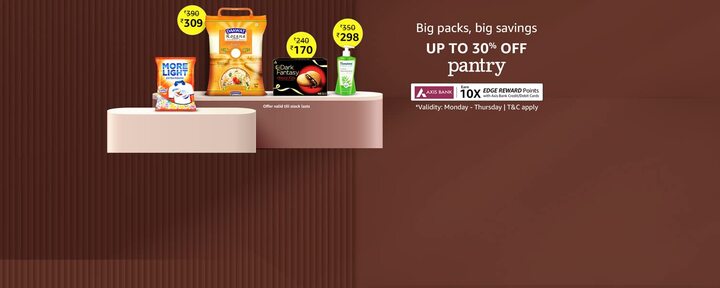 ₹390
₹309
₹240
₹170
₹350
₹298
DAAWAT
MORE
LIGHT
Dark
Fantasy
Offer valid till stock lasts
Big packs, big savings
UP TO 30% OFF
pantry
AXIS BANK
Earn
10X EDGE REWARD Points
with Axis Bank Credit/Debit Cards
*Validity: Monday - Thursday | T&C apply